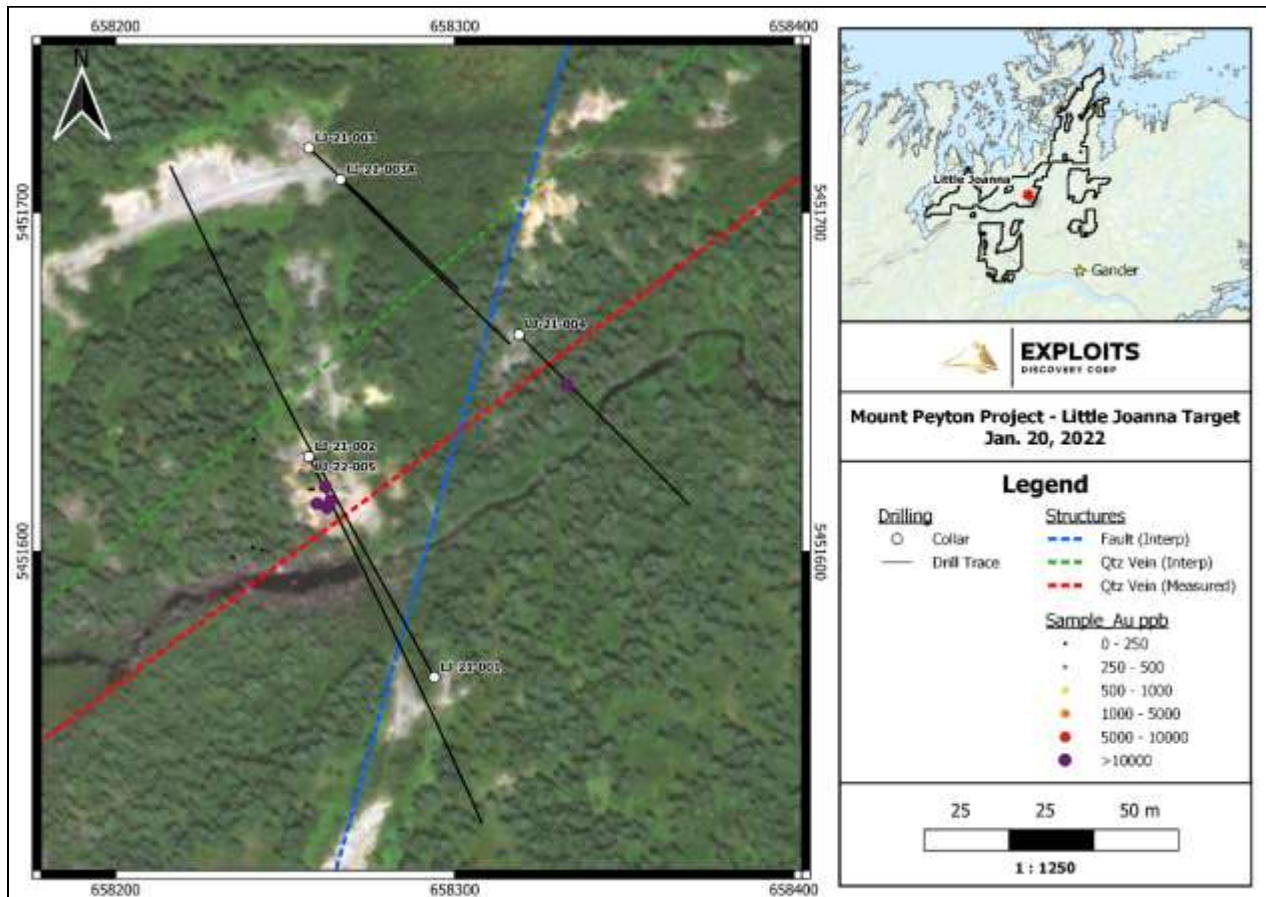 658200
658300
658400
N
LJ-21-003
LJ-22-003A
5451700
5451700
LJ-21-004
LJ-21-002
LJ-22-005
5451600
5451600
LJ-21-001
658200
658300
658400
Little Joanna
Gander
EXPLOITS
DISCOVERY CORP
Mount Peyton Project - Little Joanna Target
Jan. 20, 2022
Legend
Drilling
Collar
Drill Trace
Structures
Fault (Interp)
Qtz Vein (Interp)
Qtz Vein (Measured)
Sample_Au ppb
0 - 250
250 - 500
500 - 1000
1000 - 5000
5000 - 10000
>10000
25 25 50 m
1 : 1250